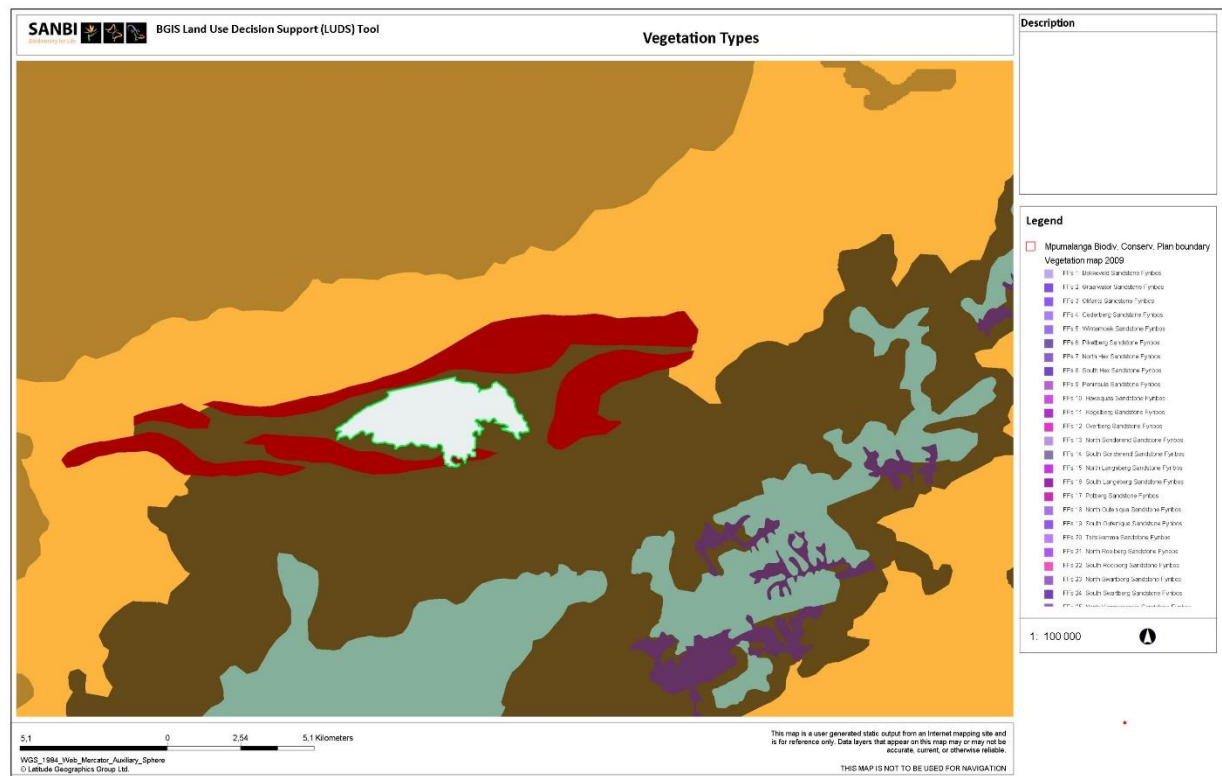 SANBI
Biodiversity for Life
BGIS Land Use Decision Support (LUDS) Tool
Vegetation Types
Description
Legend
Mpumalanga Biodiv. Conserv. Plan boundary
Vegetation map 2009
FFs 1 Bokkeveld Sandstone Fynbos
FFs 2 Graafwater Sandstone Fynbos
FFs 3 Olifants Sandstone Fynbos
FFs 4 Cederberg Sandstone Fynbos
FFs 5 Winterhoek Sandstone Fynbos
FFs 6 Piketberg Sandstone Fynbos
FFs 7 North Hex Sandstone Fynbos
FFs 8 South Hex Sandstone Fynbos
FFs 9 Peninsula Sandstone Fynbos
FFs 10 Hawequas Sandstone Fynbos
FFs 11 Kogelberg Sandstone Fynbos
FFs 12 Overberg Sandstone Fynbos
FFs 13 North Sonderend Sandstone Fynbos
FFs 14 South Sonderend Sandstone Fynbos
FFs 15 North Langeberg Sandstone Fynbos
FFs 16 South Langeberg Sandstone Fynbos
FFs 17 Potberg Sandstone Fynbos
FFs 18 North Outeniqua Sandstone Fynbos
FFs 19 South Outeniqua Sandstone Fynbos
FFs 20 Tsitsikamma Sandstone Fynbos
FFs 21 North Rooiberg Sandstone Fynbos
FFs 22 South Rooiberg Sandstone Fynbos
FFs 23 North Swartberg Sandstone Fynbos
FFs 24 South Swartberg Sandstone Fynbos
1: 100 000
5,1 0 2,54 5,1 Kilometers
WGS_1984_Web_Mercator_Auxiliary_Sphere
© Latitude Geographics Group Ltd.
This map is a user generated static output from an Internet mapping site and
is for reference only. Data layers that appear on this map may or may not be
accurate, current, or otherwise reliable.
THIS MAP IS NOT TO BE USED FOR NAVIGATION